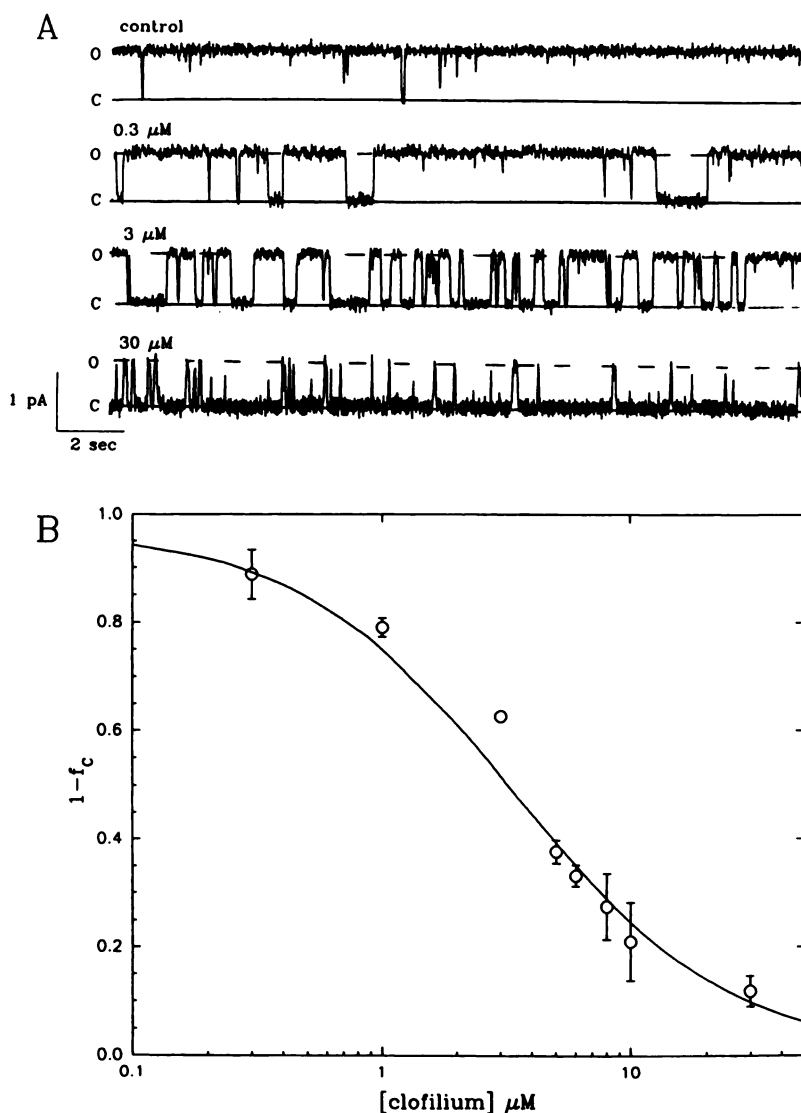 A
control
O
C
0.3 μM
O
C
3 μM
O
C
30 μM
O
C
1 pA
2 sec
B
1.0
0.8
0.6
0.4
0.2
0.0
1-f_C
0.1
1
10
[clofilium] μM